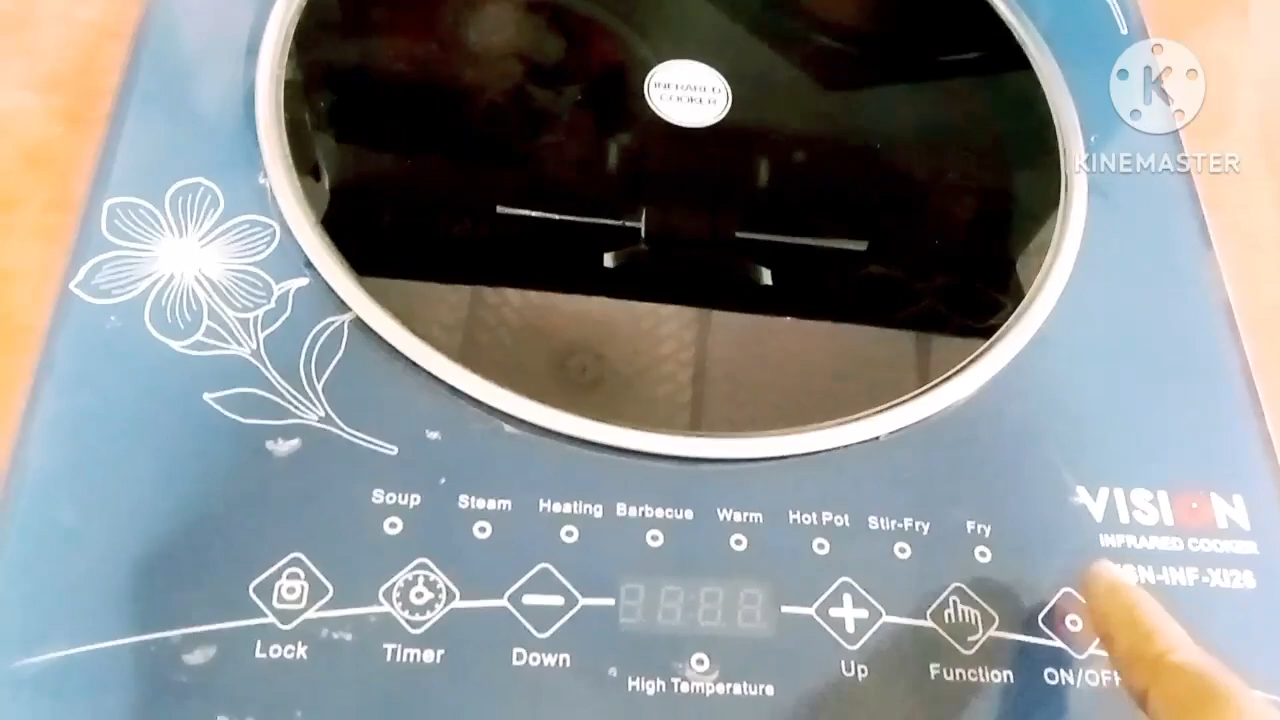 INFRARED
COOKER
K
KINEMASTER
Soup Steam Heating Barbecue Warm Hot Pot Stir-Fry Fry
VISION
INFRARED COOKER
Lock Timer Down Up Function ON/OFF
High Temperature